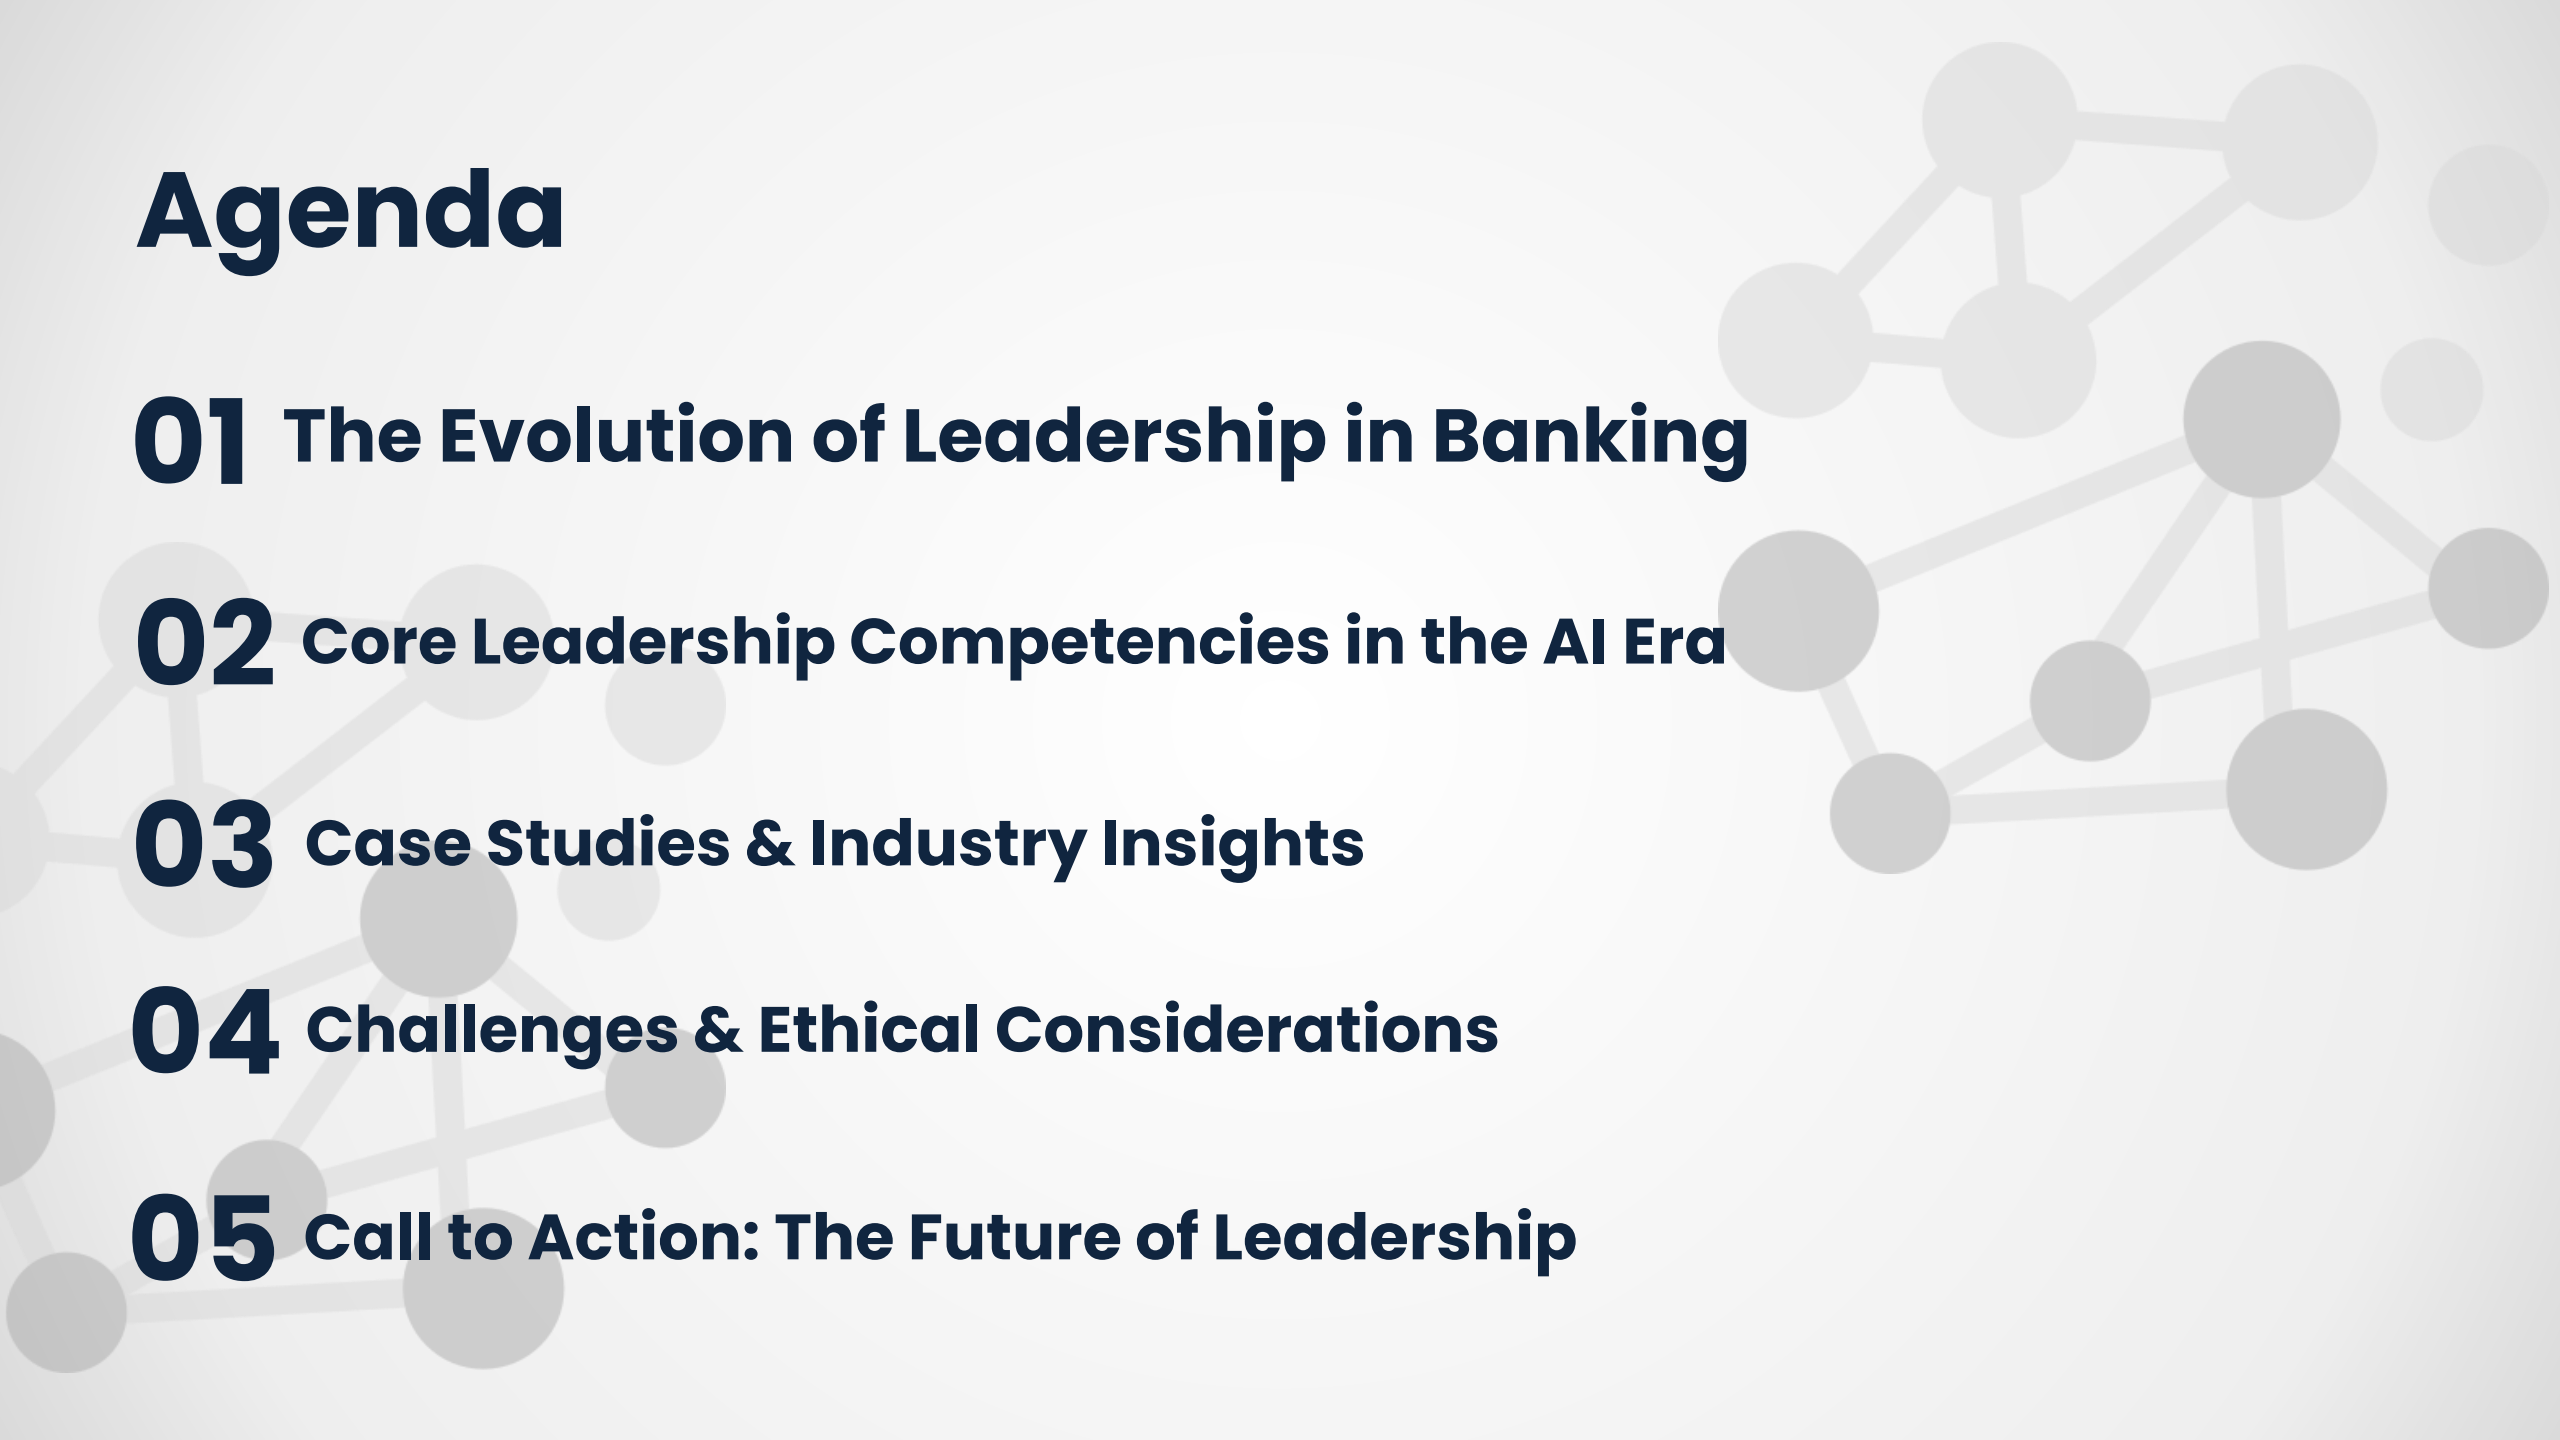 Agenda
01 The Evolution of Leadership in Banking
02 Core Leadership Competencies in the AI Era
03 Case Studies & Industry Insights
04 Challenges & Ethical Considerations
05 Call to Action: The Future of Leadership